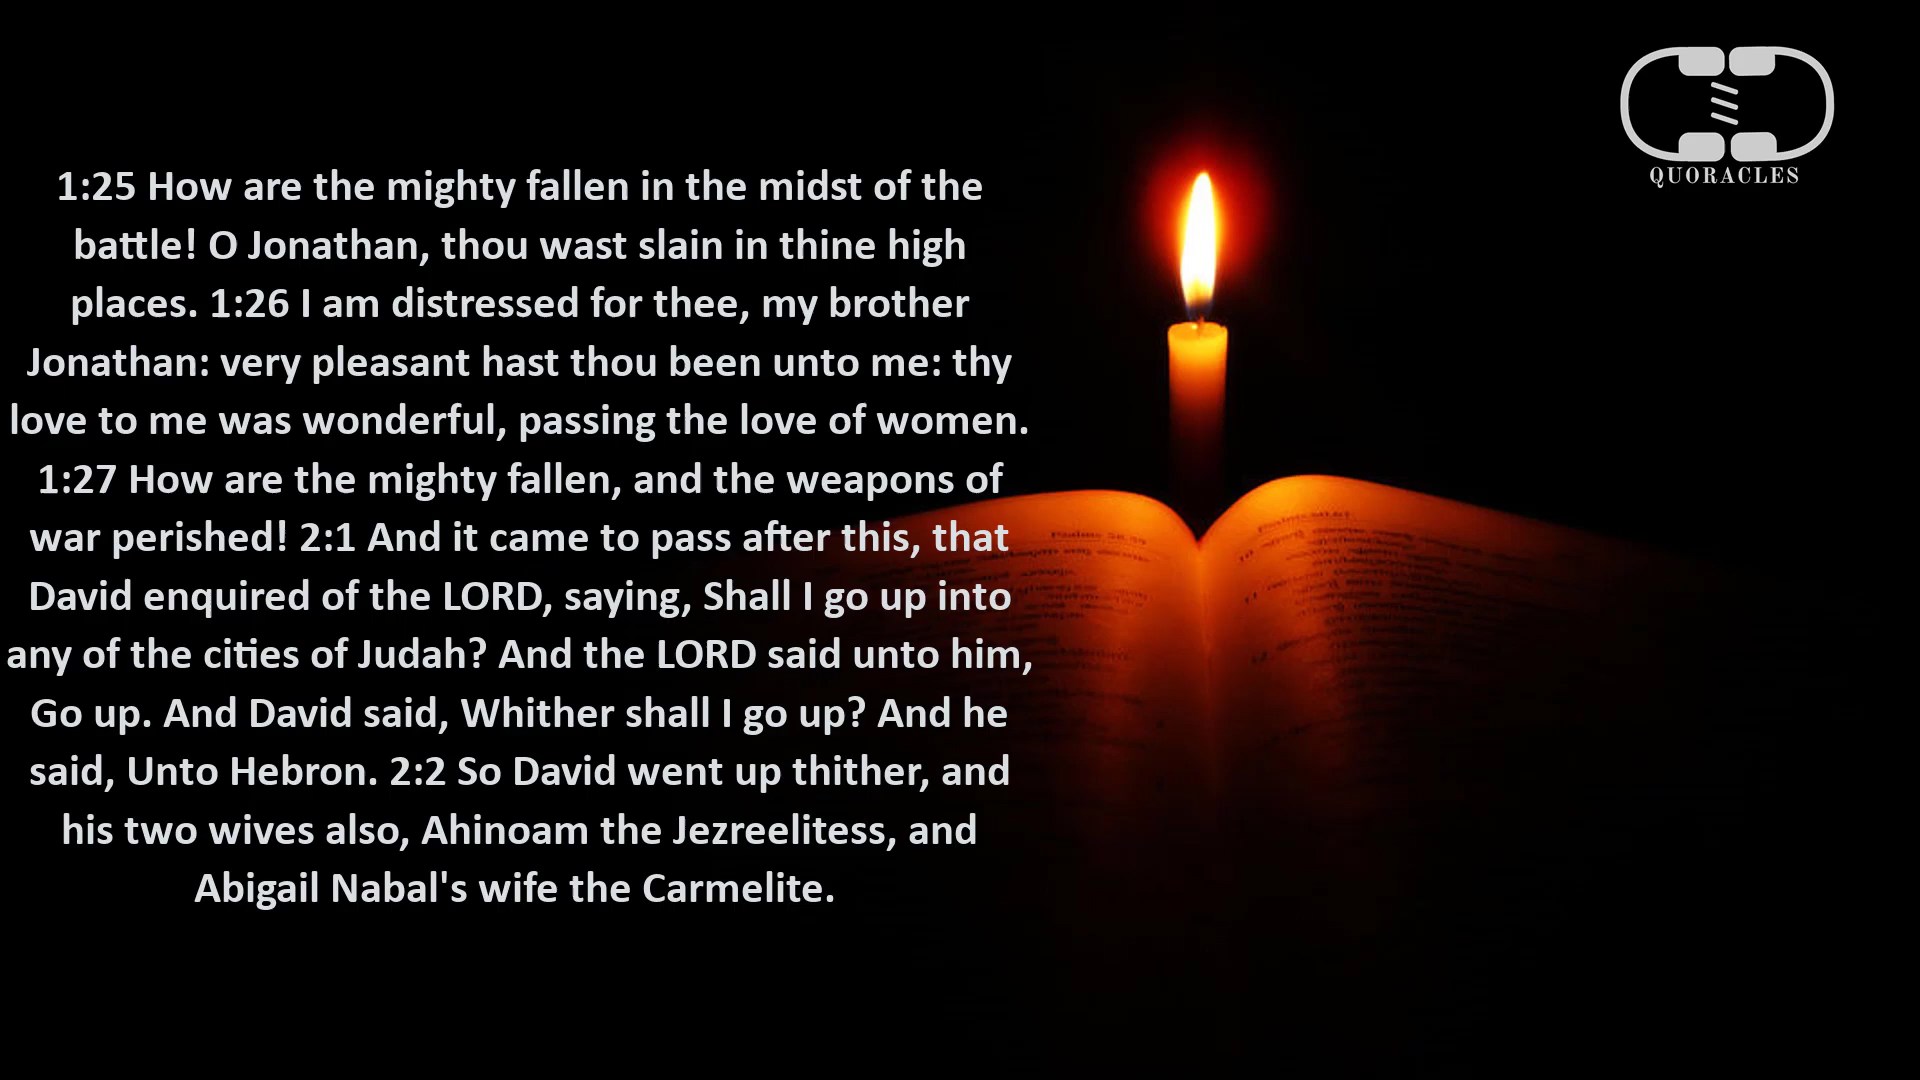 QUORACLES
1:25 How are the mighty fallen in the midst of the
battle! O Jonathan, thou wast slain in thine high
places. 1:26 I am distressed for thee, my brother
Jonathan: very pleasant hast thou been unto me: thy
love to me was wonderful, passing the love of women.
1:27 How are the mighty fallen, and the weapons of
war perished! 2:1 And it came to pass after this, that
David enquired of the LORD, saying, Shall I go up into
any of the cities of Judah? And the LORD said unto him,
Go up. And David said, Whither shall I go up? And he
said, Unto Hebron. 2:2 So David went up thither, and
his two wives also, Ahinoam the Jezreelitess, and
Abigail Nabal's wife the Carmelite.